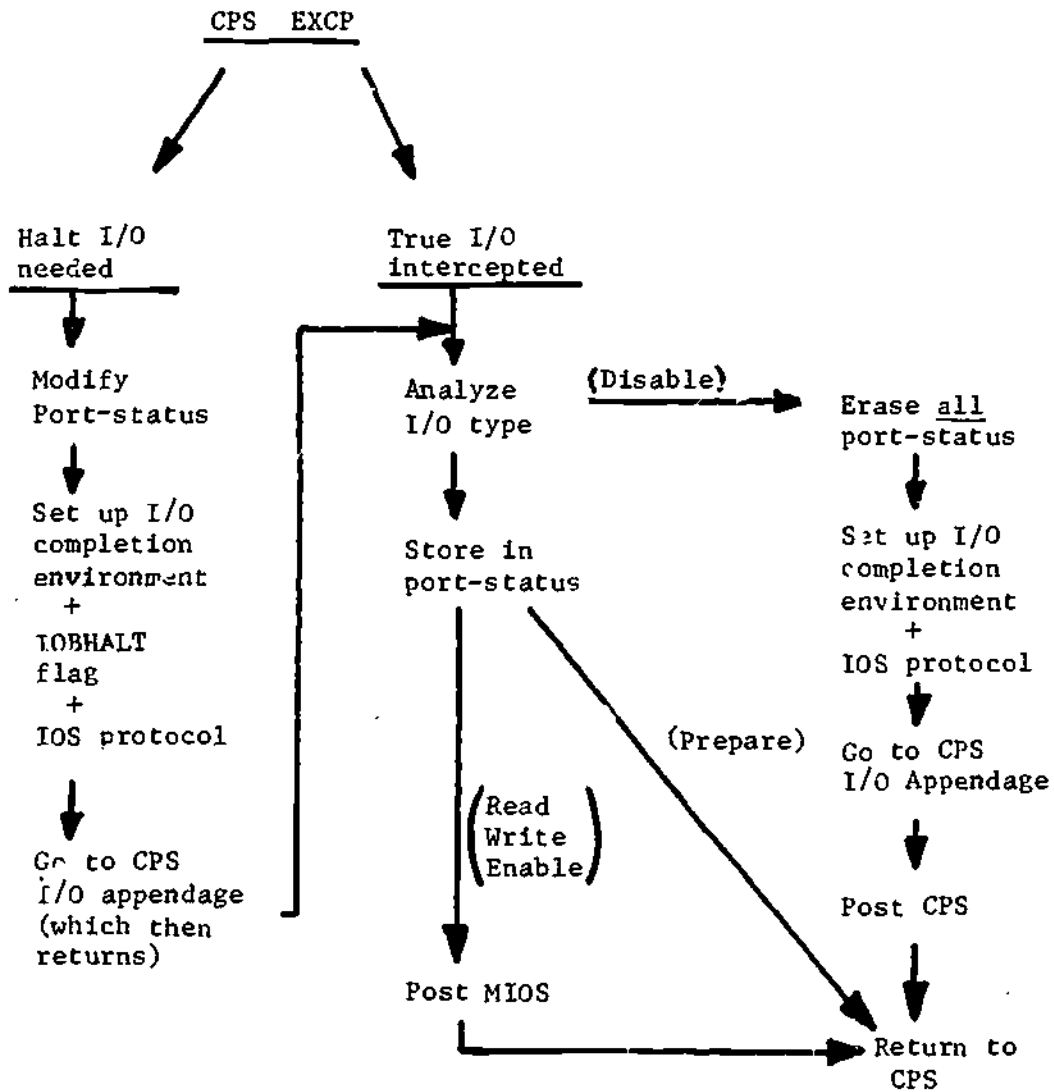 CPS EXCP
Halt I/O
needed
True I/O
intercepted
Modify
Port-status
Set up I/O
completion
environment
+
IOBHALT
flag
+
IOS protocol
Go to CPS
I/O appendage
(which then
returns)
Analyze
I/O type
(Disable)
Store in
port-status
(Prepare)
(Read
Write
Enable)
Post MIOS
Erase all
port-status
Set up I/O
completion
environment
+
IOS protocol
Go to CPS
I/O Appendage
Post CPS
Return to
CPS